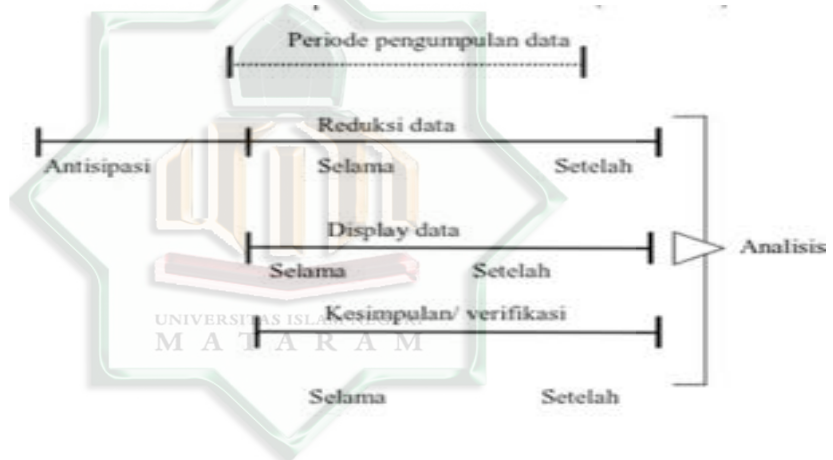 Periode pengumpulan data
Reduksi data
Antisipasi Selama Setelah
Display data
Analisis
Selama Setelah
Kesimpulan/ verifikasi
UNIVERSITAS ISLAM NEGERI
MATARAM
Selama Setelah